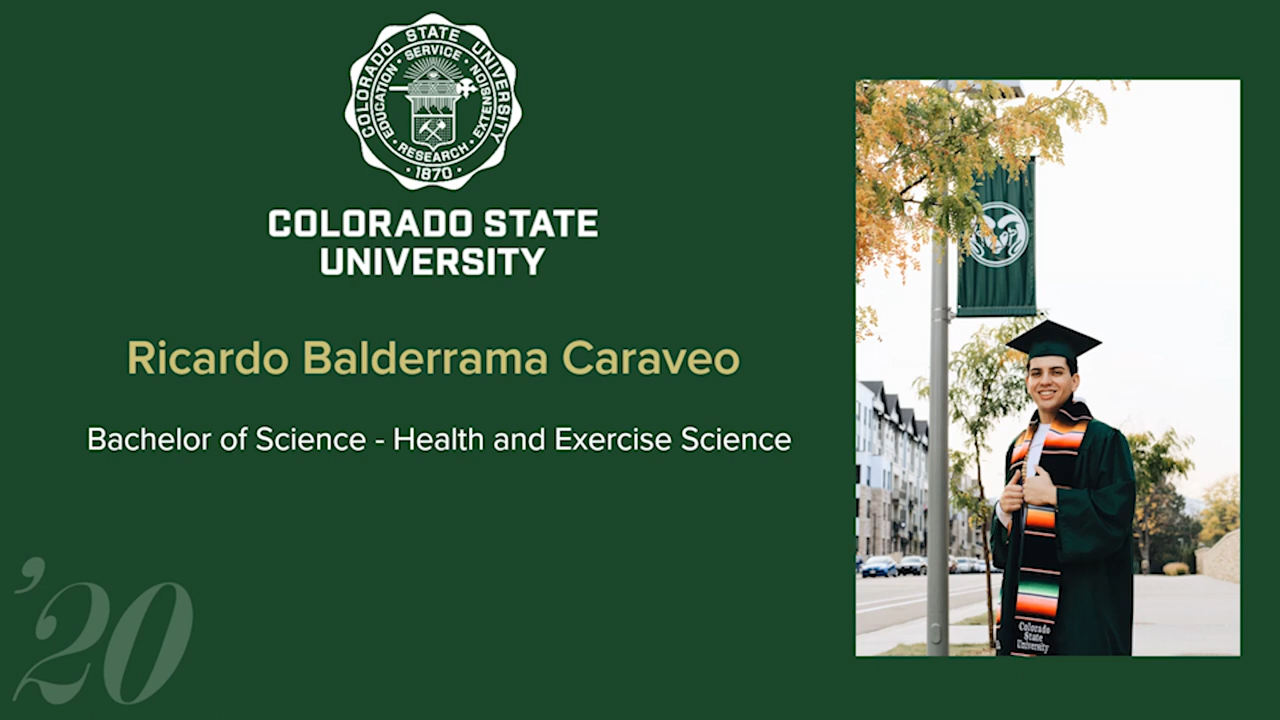 COLORADO STATE UNIVERSITY
EDUCATION • SERVICE • EXTENSION
• RESEARCH •
• 1870 •
COLORADO STATE
UNIVERSITY
Ricardo Balderrama Caraveo
Bachelor of Science - Health and Exercise Science
Colorado
State
University
’20